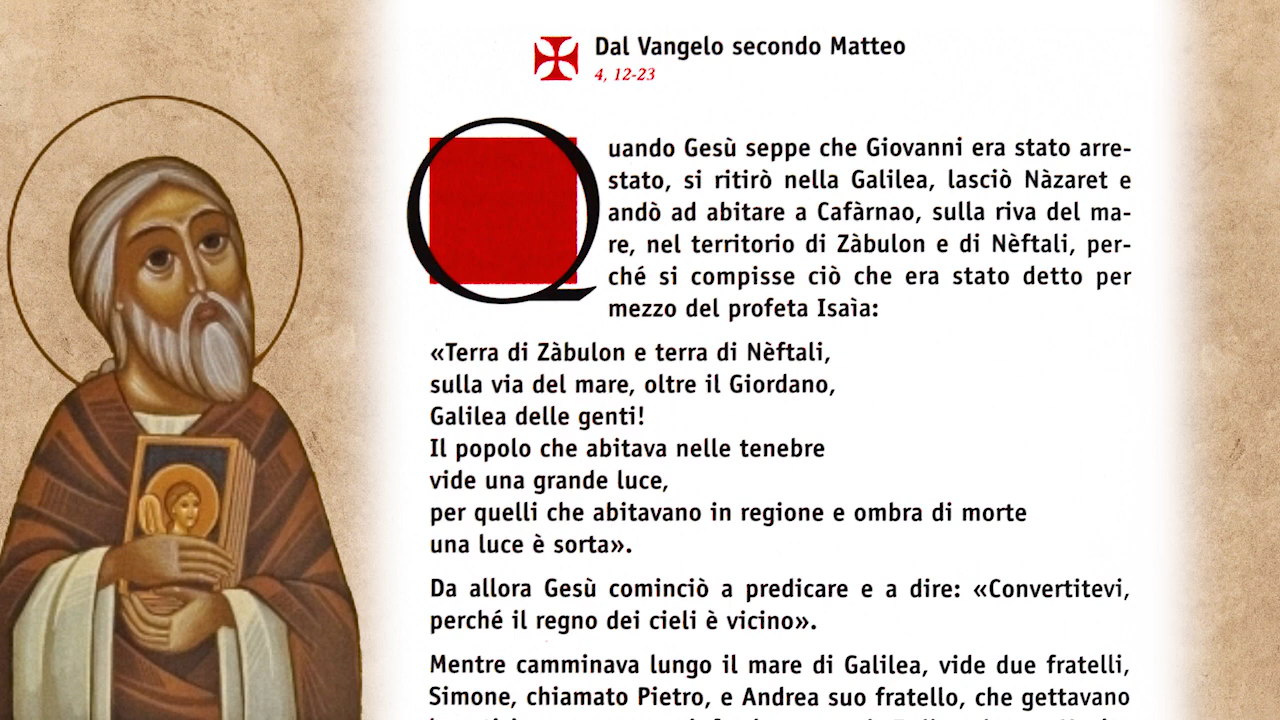 Dal Vangelo secondo Matteo
4, 12-23
Quando Gesù seppe che Giovanni era stato arre-
stato, si ritirò nella Galilea, lasciò Nàzaret e
andò ad abitare a Cafàrnao, sulla riva del ma-
re, nel territorio di Zàbulon e di Nèftali, per-
ché si compisse ciò che era stato detto per
mezzo del profeta Isaìa:
«Terra di Zàbulon e terra di Nèftali,
sulla via del mare, oltre il Giordano,
Galilea delle genti!
Il popolo che abitava nelle tenebre
vide una grande luce,
per quelli che abitavano in regione e ombra di morte
una luce è sorta».
Da allora Gesù cominciò a predicare e a dire: «Convertitevi,
perché il regno dei cieli è vicino».
Mentre camminava lungo il mare di Galilea, vide due fratelli,
Simone, chiamato Pietro, e Andrea suo fratello, che gettavano